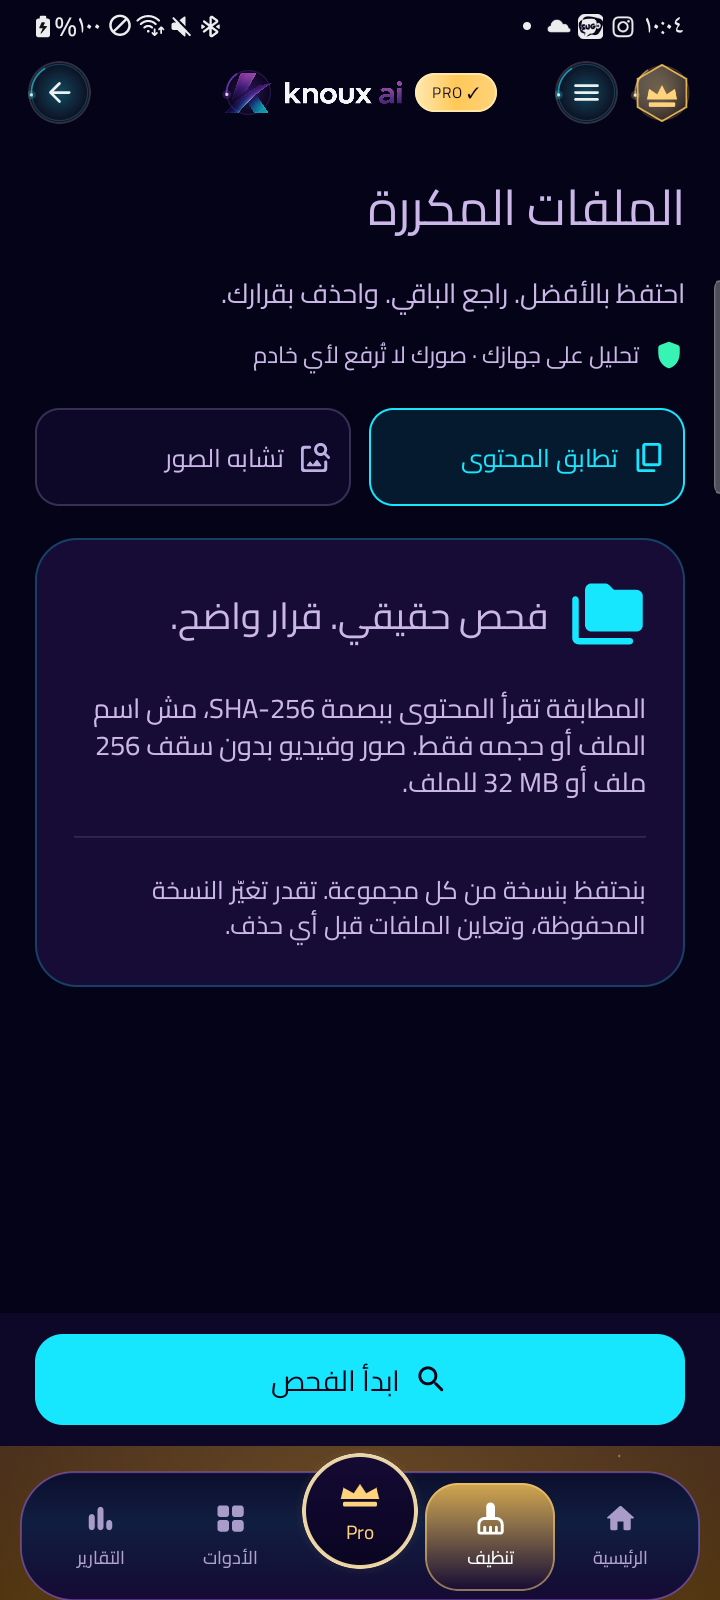 ١٠:٠٤
%١٠٠
knoux ai
PRO ✓
الملفات المكررة
احتفظ بالأفضل. راجع الباقي. واحذف بقرارك.
تحليل على جهازك · صورك لا تُرفع لأي خادم
تطابق المحتوى
تشابه الصور
فحص حقيقي. قرار واضح.
المطابقة تقرأ المحتوى ببصمة SHA-256، مش اسم
الملف أو حجمه فقط. صور وفيديو بدون سقف 256
ملف أو 32 MB للملف.
بنحتفظ بنسخة من كل مجموعة. تقدر تغيّر النسخة
المحفوظة، وتعاين الملفات قبل أي حذف.
ابدأ الفحص
الرئيسية
تنظيف
Pro
الأدوات
التقارير